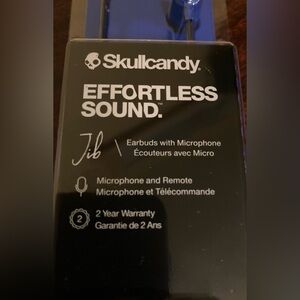 Skullcandy
EFFORTLESS
SOUND.™
Jib \ Earbuds with Microphone
Écouteurs avec Micro
Microphone and Remote
Microphone et Télécommande
2 2 Year Warranty
Garantie de 2 Ans